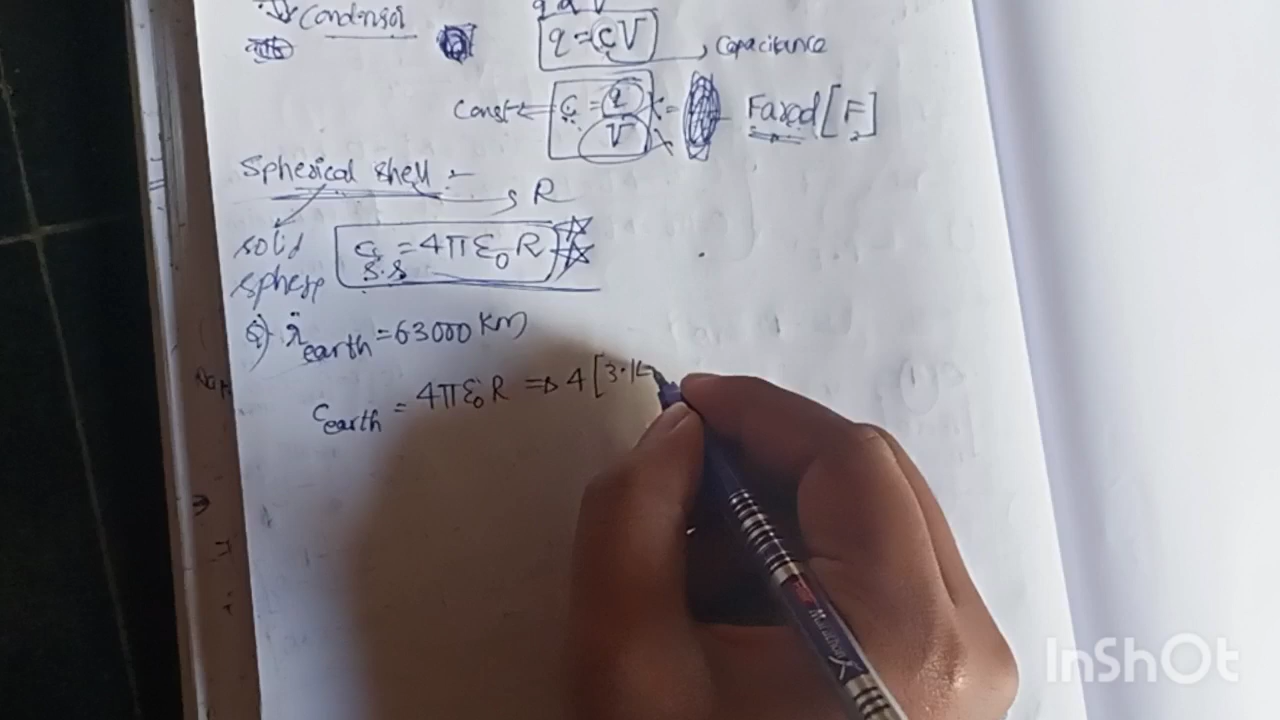 Condensor
q α V
q = CV → Capacitance
Const ← C = q/V = Farad [F]
Spherical shell :-
→ R
solid sphere
C s.s = 4πε₀R
Q) r earth = 63000 Km
C earth = 4πε₀R ⇒ 4 [3.14
InShOt